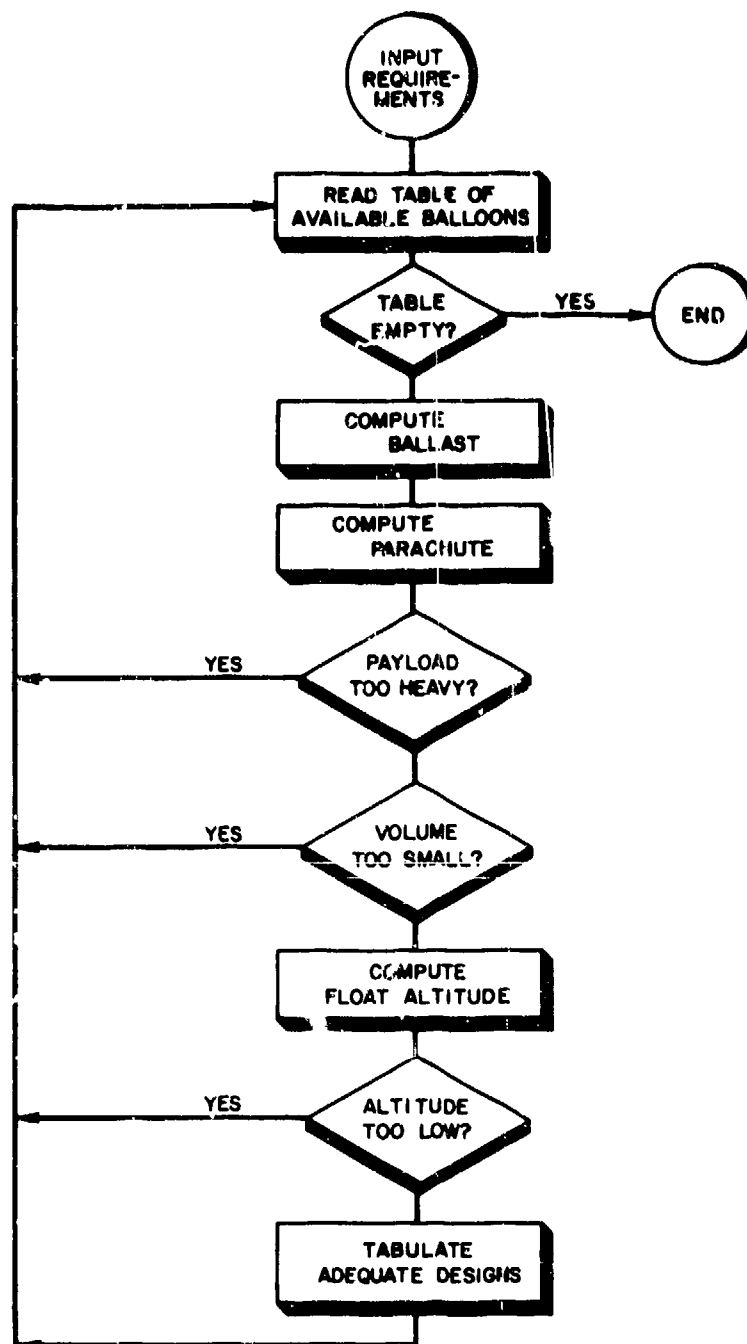 INPUT
REQUIRE-
MENTS
READ TABLE OF
AVAILABLE BALLOONS
TABLE
EMPTY?
YES
END
COMPUTE
BALLAST
COMPUTE
PARACHUTE
PAYLOAD
TOO HEAVY?
YES
VOLUME
TOO SMALL?
YES
COMPUTE
FLOAT ALTITUDE
ALTITUDE
TOO LOW?
YES
TABULATE
ADEQUATE DESIGNS